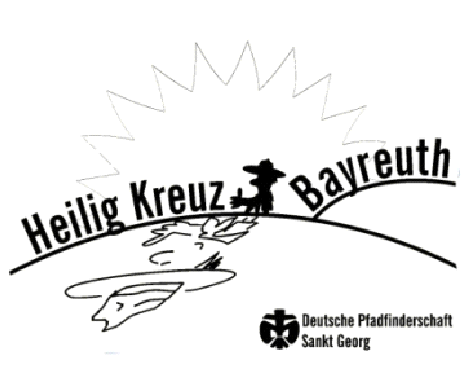 Heilig Kreuz Bayreuth
Deutsche Pfadfinderschaft
Sankt Georg